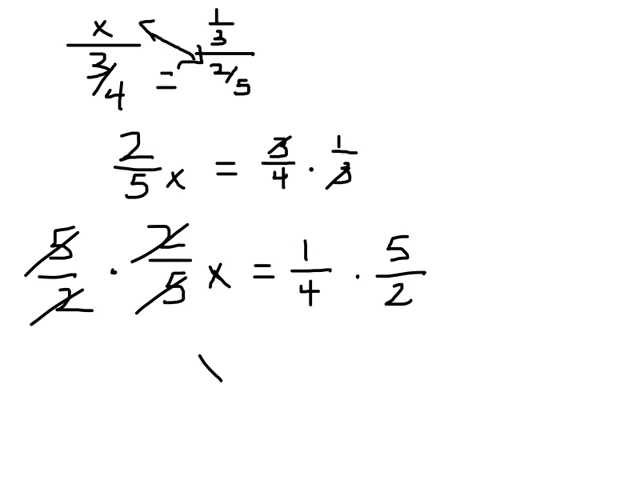 x / (3/4) = (1/3) / (2/5)
2/5 x = 3/4 · 1/3
5/2 · 2/5 x = 1/4 · 5/2
\